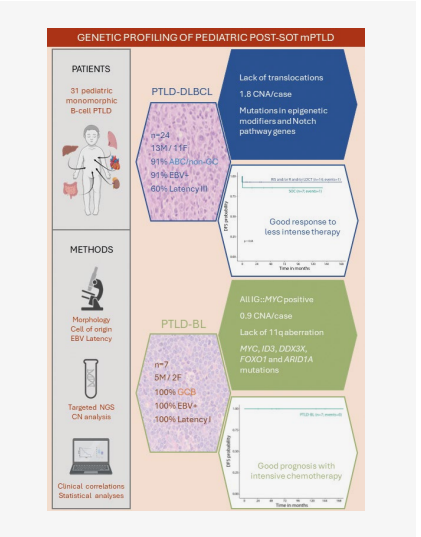 GENETIC PROFILING OF PEDIATRIC POST-SOT mPTLD
PATIENTS
31 pediatric
monomorphic
B-cell PTLD
METHODS
Morphology
Cell of origin
EBV Latency
Targeted NGS
CN analysis
Clinical correlations
Statistical analyses
PTLD-DLBCL
n=24
13M / 11F
91% ABC/non-GC
91% EBV+
60% Latency III
Lack of translocations
1.8 CNA/case
Mutations in epigenetic
modifiers and Notch
pathway genes
DFS probability
Good response to
less intense therapy
Time in months
PTLD-BL
n=7
5M / 2F
100% GCB
100% EBV+
100% Latency I
All IG::MYC positive
0.9 CNA/case
Lack of 11q aberration
MYC, ID3, DDX3X,
FOXO1 and ARID1A
mutations
DFS probability
Good prognosis with
intensive chemotherapy
Time in months